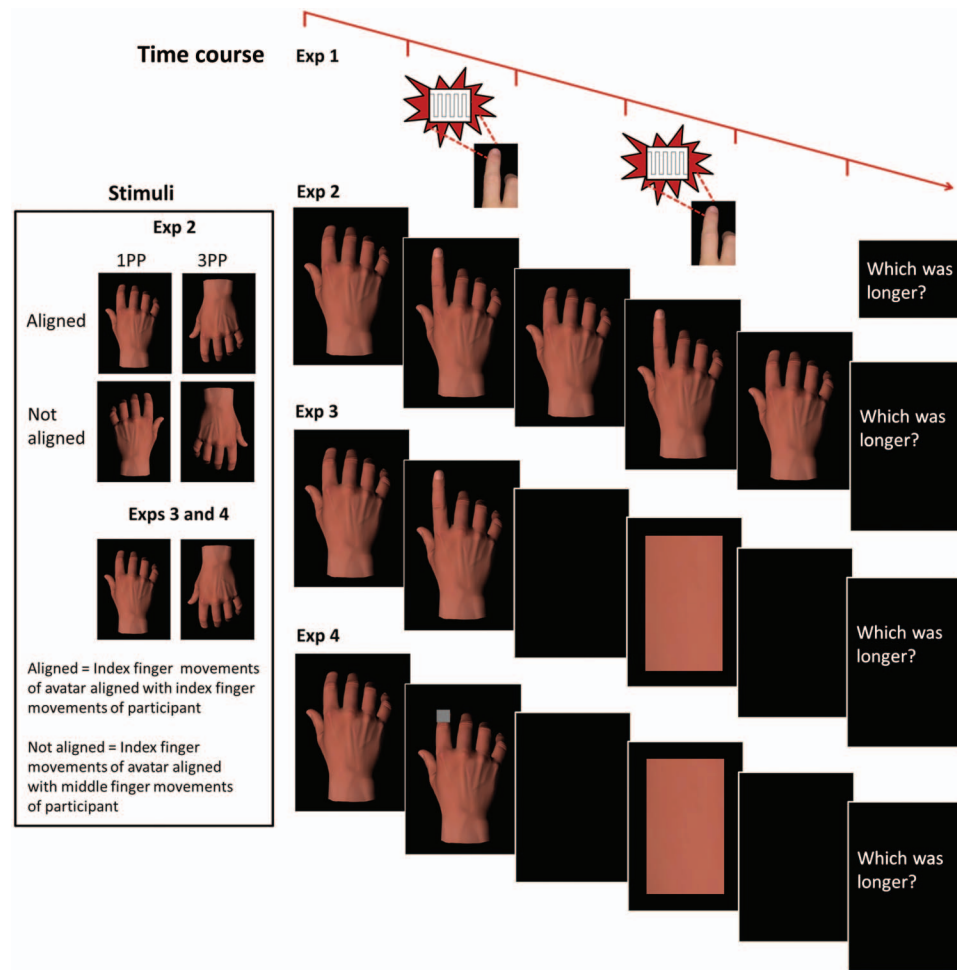 Time course
Exp 1
Stimuli
Exp 2
1PP 3PP
Aligned
Not
aligned
Exps 3 and 4
Aligned = Index finger movements
of avatar aligned with index finger
movements of participant
Not aligned = Index finger
movements of avatar aligned
with middle finger movements
of participant
Exp 2
Which was
longer?
Which was
longer?
Exp 3
Which was
longer?
Exp 4
Which was
longer?